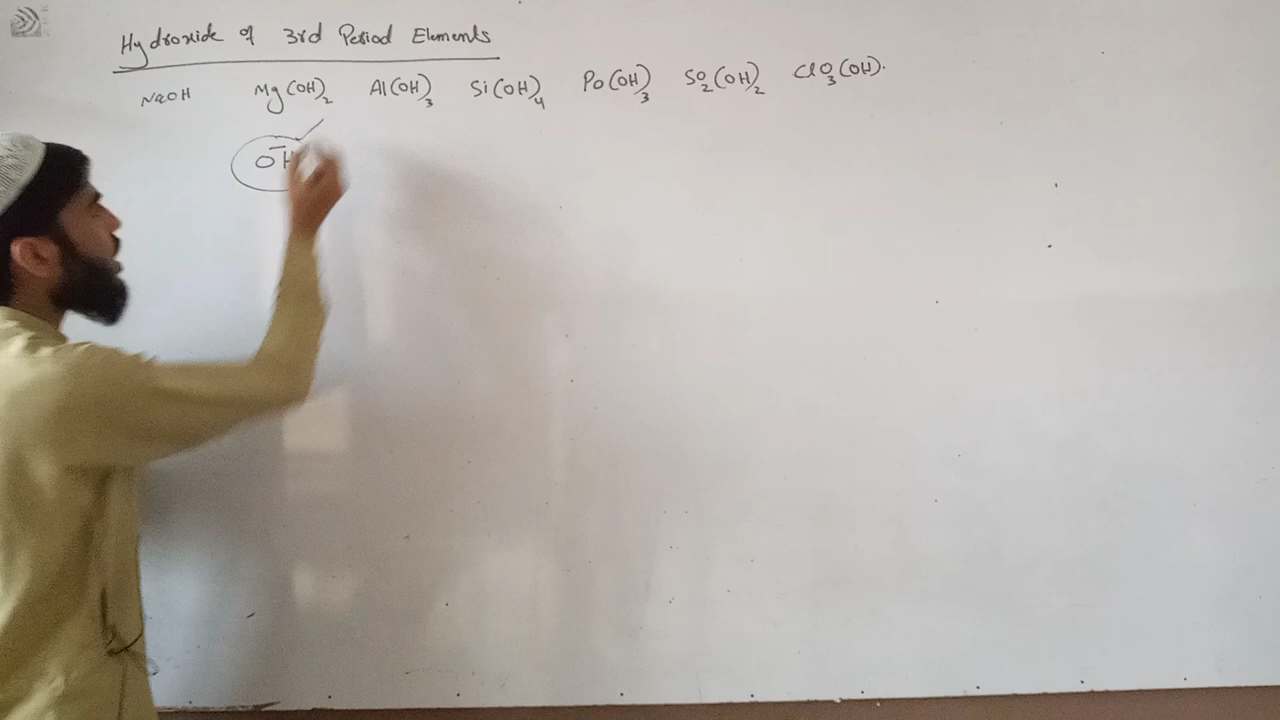 Hydroxide of 3rd Period Elements
NaOH Mg(OH)₂ Al(OH)₃ Si(OH)₄ Po(OH)₃ SO₂(OH)₂ ClO₃(OH).
OH⁻